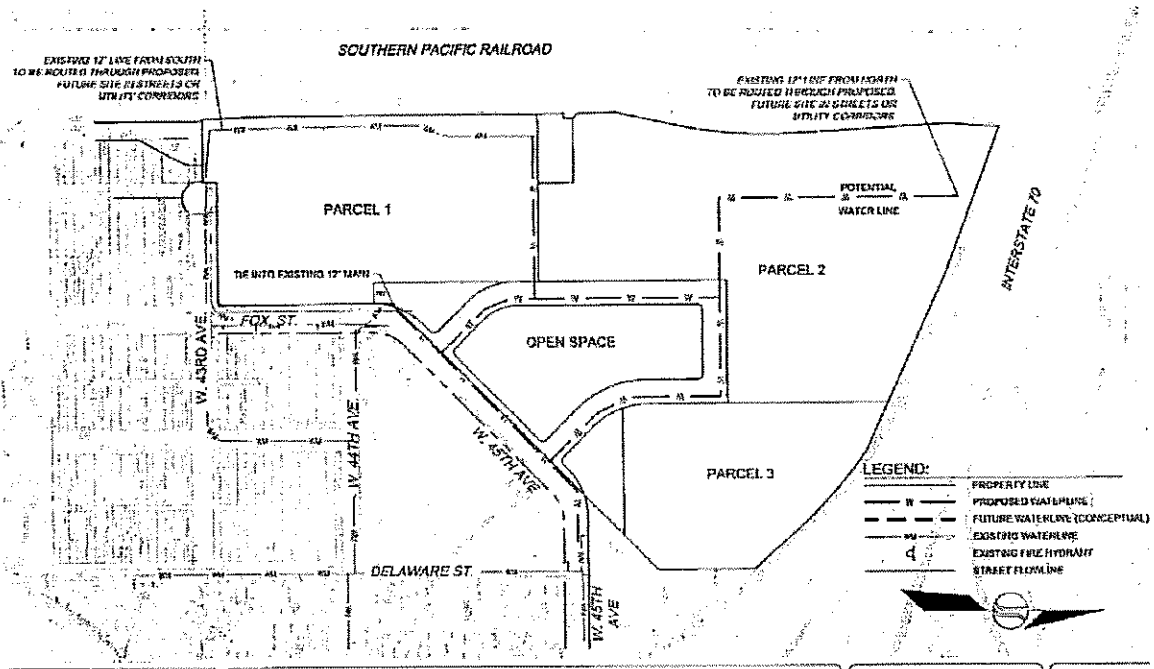 SOUTHERN PACIFIC RAILROAD
EXISTING 12" LINE FROM SOUTH
TO BE ROUTED THROUGH PROPOSED
FUTURE SITE IN STREETS OR
UTILITY CORRIDORS
EXISTING 12" LINE FROM NORTH
TO BE ROUTED THROUGH PROPOSED
FUTURE SITE IN STREETS OR
UTILITY CORRIDORS
POTENTIAL
WATER LINE
PARCEL 1
PARCEL 2
INTERSTATE 70
TIE INTO EXISTING 12" MAIN
FOX ST.
OPEN SPACE
W. 43RD AVE
W. 44TH AVE
W. 45TH AVE
PARCEL 3
DELAWARE ST.
W. 45TH
AVE
LEGEND:
PROPERTY LINE
W PROPOSED WATERLINE
FUTURE WATERLINE (CONCEPTUAL)
WM EXISTING WATERLINE
EXISTING FIRE HYDRANT
STREET FLOWLINE